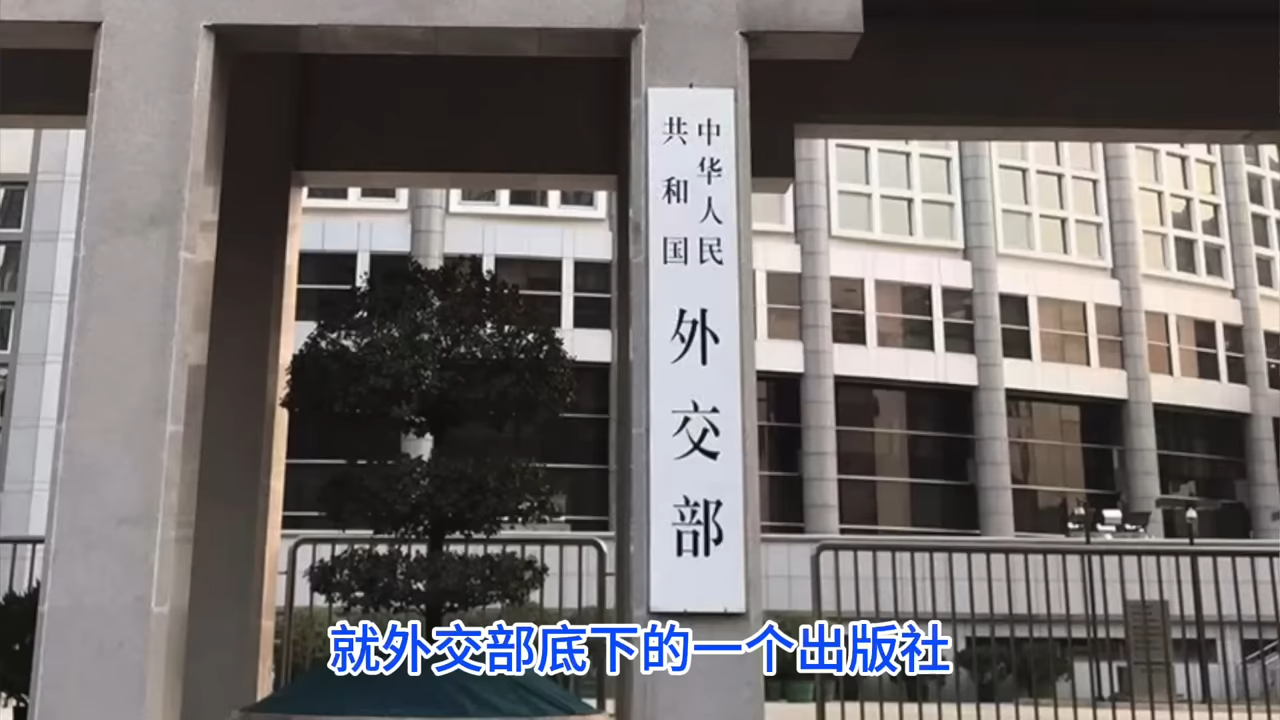 中华人民
共和国
外交部
就外交部底下的一个出版社